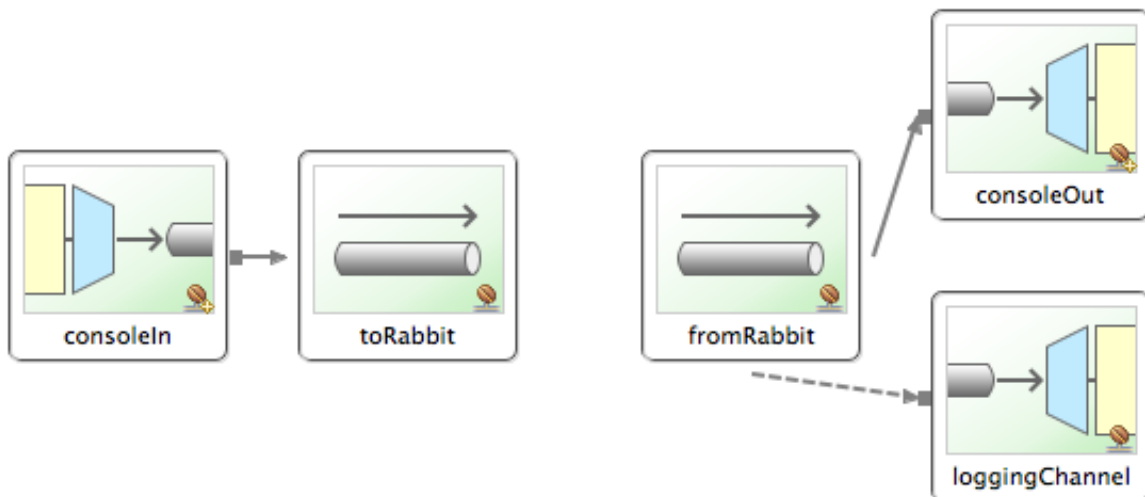 consoleIn
toRabbit
fromRabbit
consoleOut
loggingChannel